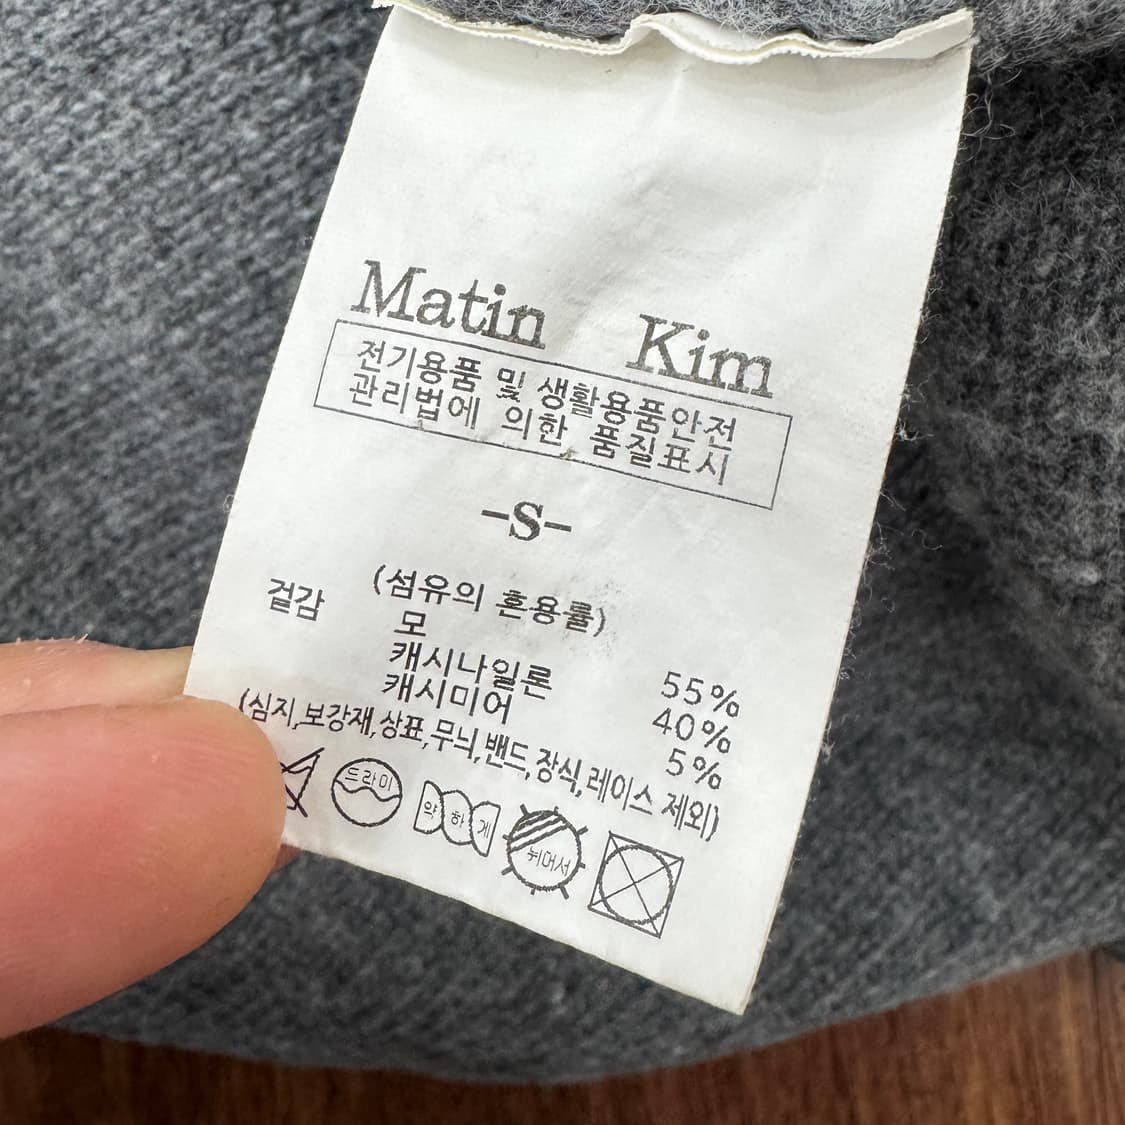 Matin Kim
전기용품 및 생활용품안전
관리법에 의한 품질표시
-S-
(섬유의 혼용률)
겉감 모 55%
캐시나일론 40%
캐시미어 5%
(심지,보강재,상표,무늬,밴드,장식,레이스 제외)
드라이
약하게
뉘어서